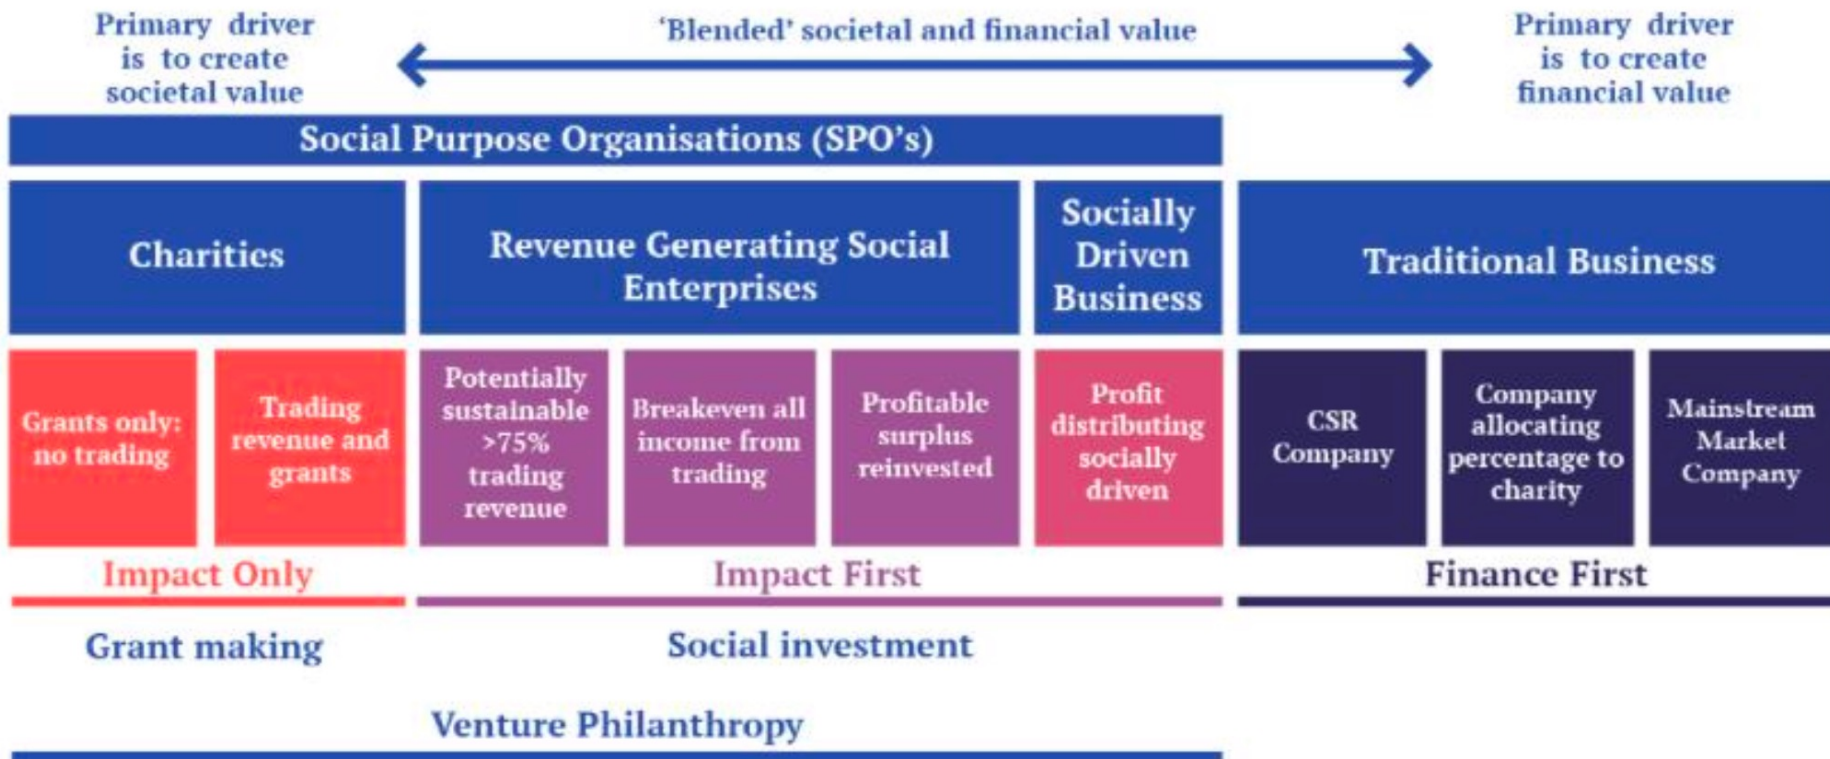 Primary driver
is to create
societal value
‘Blended’ societal and financial value
Primary driver
is to create
financial value
Social Purpose Organisations (SPO’s)
Charities
Revenue Generating Social
Enterprises
Socially
Driven
Business
Traditional Business
Grants only:
no trading
Trading
revenue and
grants
Potentially
sustainable
>75%
trading
revenue
Breakeven all
income from
trading
Profitable
surplus
reinvested
Profit
distributing
socially
driven
CSR
Company
Company
allocating
percentage to
charity
Mainstream
Market
Company
Impact Only
Impact First
Finance First
Grant making
Social investment
Venture Philanthropy